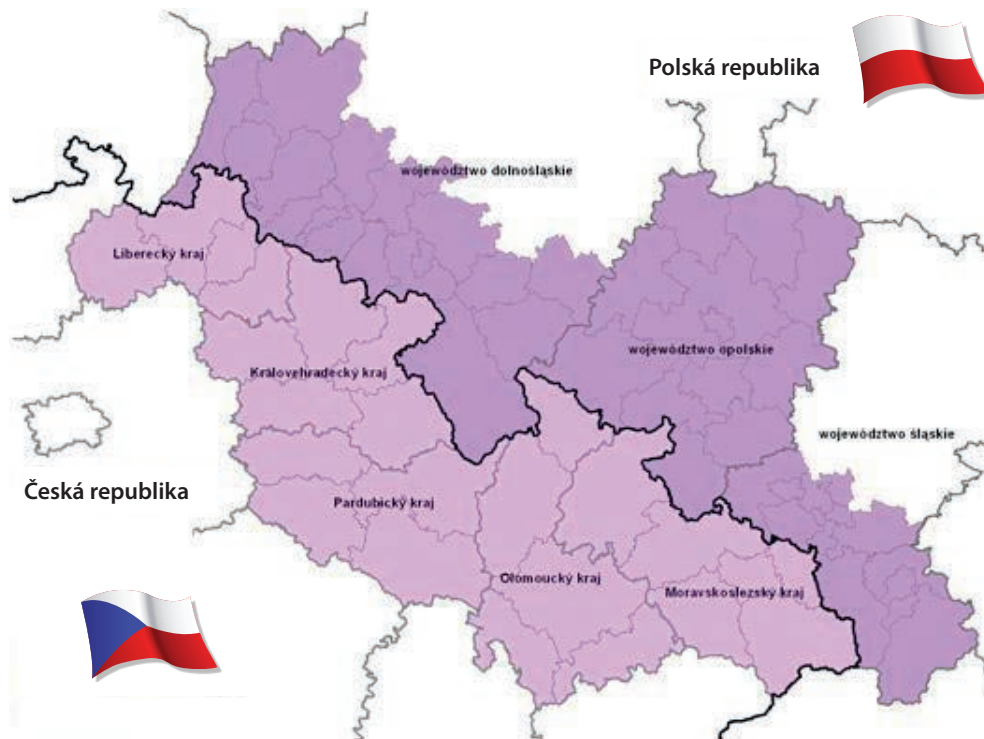 Polská republika
województwo dolnośląskie
Liberecký kraj
województwo opolskie
Královehradecký kraj
województwo śląskie
Česká republika
Pardubický kraj
Olomoucký kraj
Moravskoslezský kraj